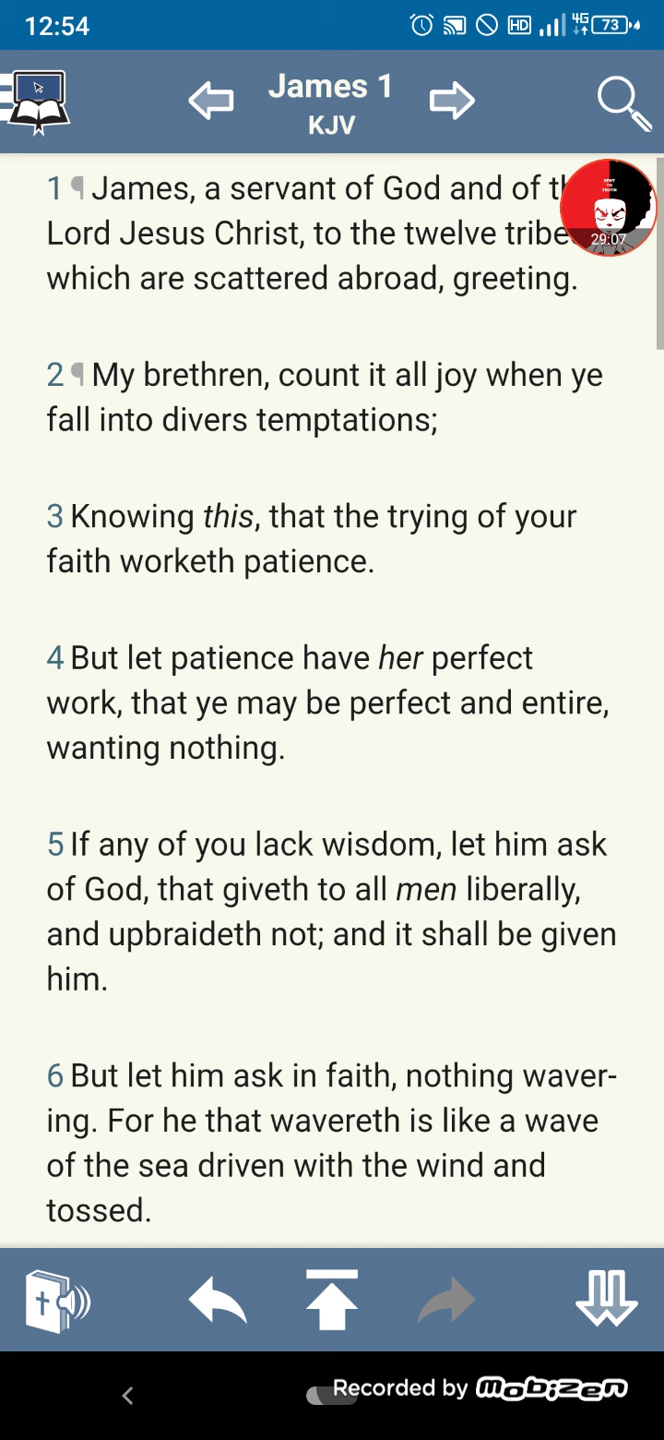 12:54
HD
4G
73
James 1
KJV
1 ¶ James, a servant of God and of
Lord Jesus Christ, to the twelve
which are scattered abroad, greeting.
2 ¶ My brethren, count it all joy when ye
fall into divers temptations;
3 Knowing this, that the trying of your
faith worketh patience.
4 But let patience have her perfect
work, that ye may be perfect and entire,
wanting nothing.
5 If any of you lack wisdom, let him ask
of God, that giveth to all men liberally,
and upbraideth not; and it shall be given
him.
6 But let him ask in faith, nothing waver-
ing. For he that wavereth is like a wave
of the sea driven with the wind and
tossed.
29:07
Recorded by Mobizen